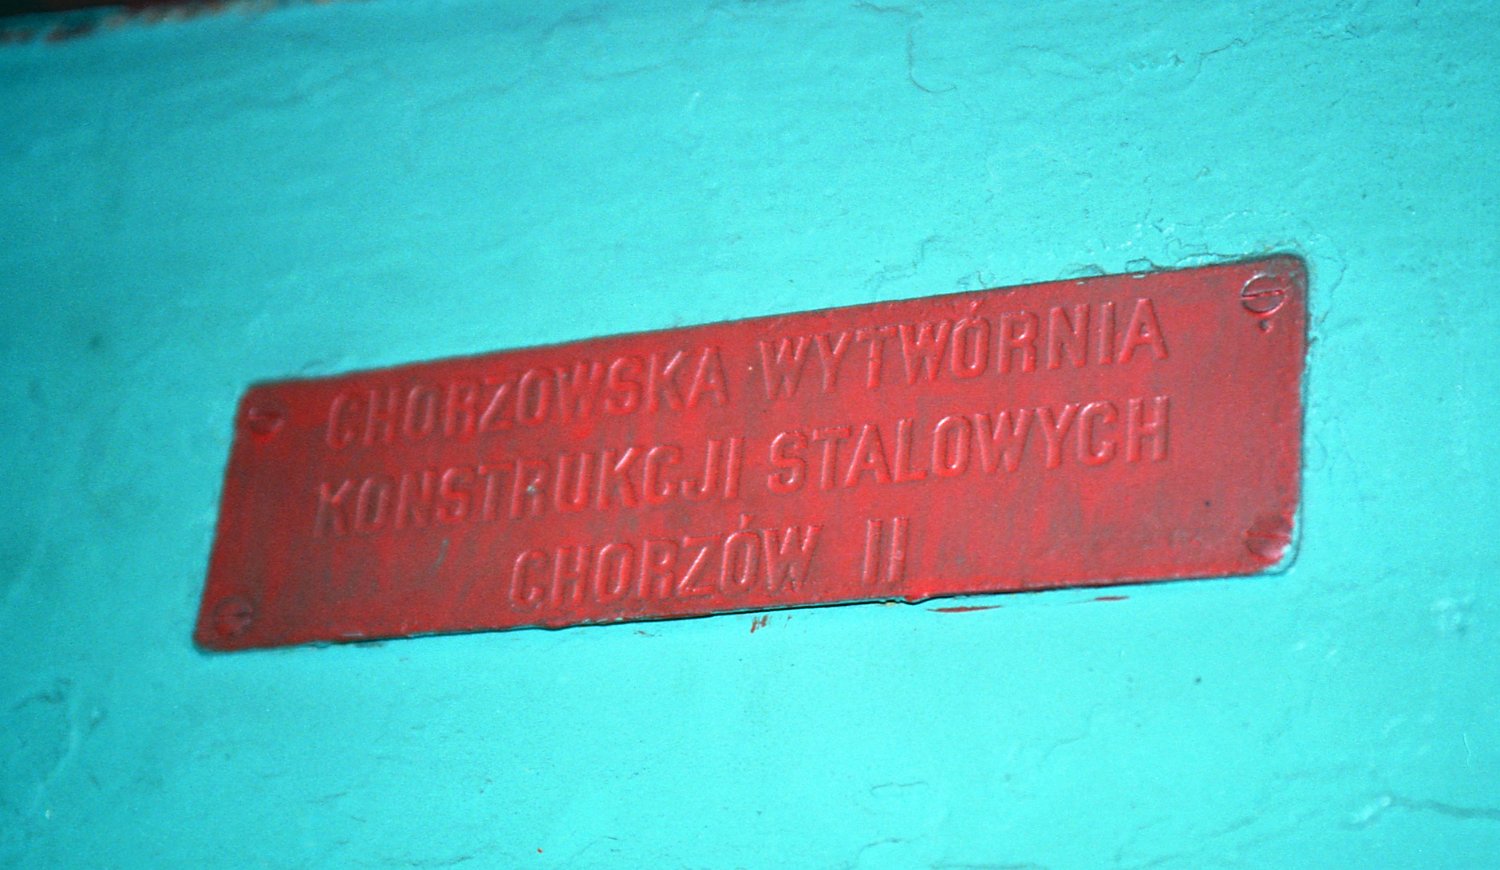 CHORZOWSKA WYTWÓRNIA
KONSTRUKCJI STALOWYCH
CHORZÓW II